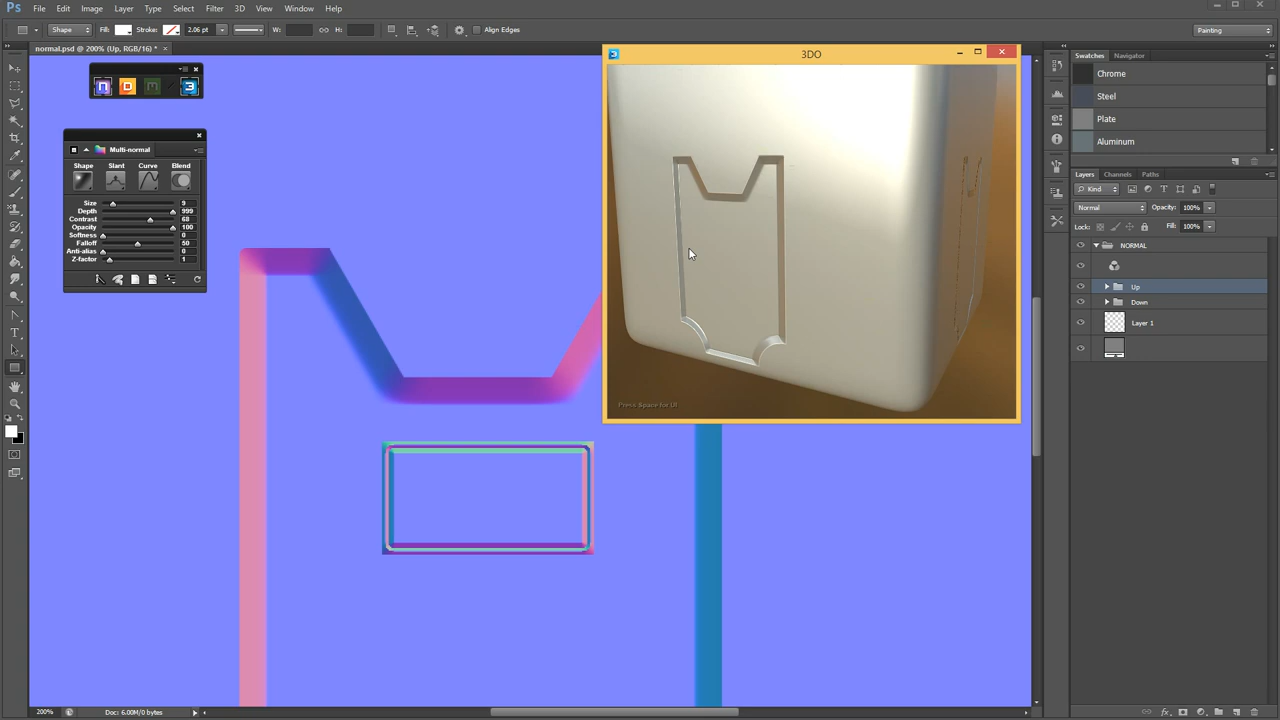 Ps File Edit Image Layer Type Select Filter 3D View Window Help
Shape Fill: Stroke: 2.06 pt W: H: Align Edges Painting
normal.psd @ 200% (Up, RGB/16) * ×
3DO
Press Space for UI
Multi-normal
Shape Slant Curve Blend
Size 9
Depth 999
Contrast 68
Opacity 100
Softness 0
Falloff 50
Anti-alias 0
Z-factor 1
Swatches Navigator
Chrome
Steel
Plate
Aluminum
Layers Channels Paths
Kind
Normal Opacity: 100%
Lock: Fill: 100%
NORMAL
Up
Down
Layer 1
200% Doc: 6.00M/0 bytes